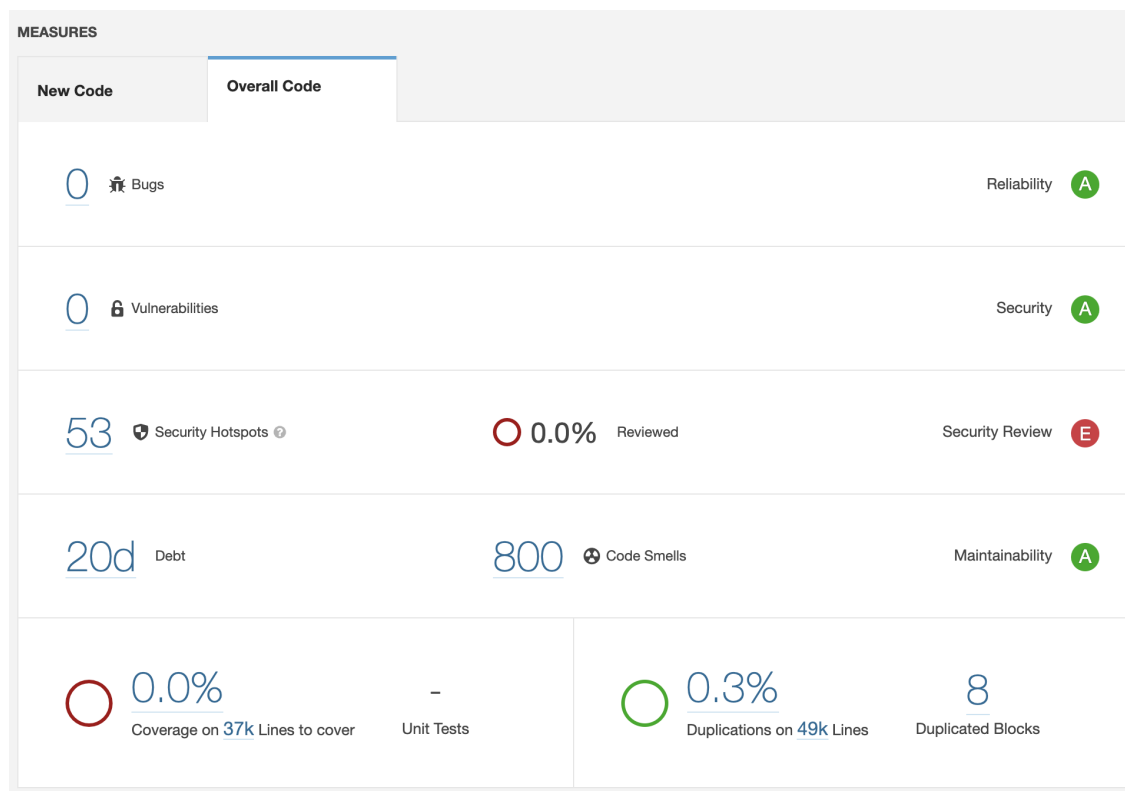 MEASURES
New Code
Overall Code
0 Bugs
Reliability A
0 Vulnerabilities
Security A
53 Security Hotspots ?
0.0% Reviewed
Security Review E
20d Debt
800 Code Smells
Maintainability A
0.0%
Coverage on 37k Lines to cover
-
Unit Tests
0.3%
Duplications on 49k Lines
8
Duplicated Blocks